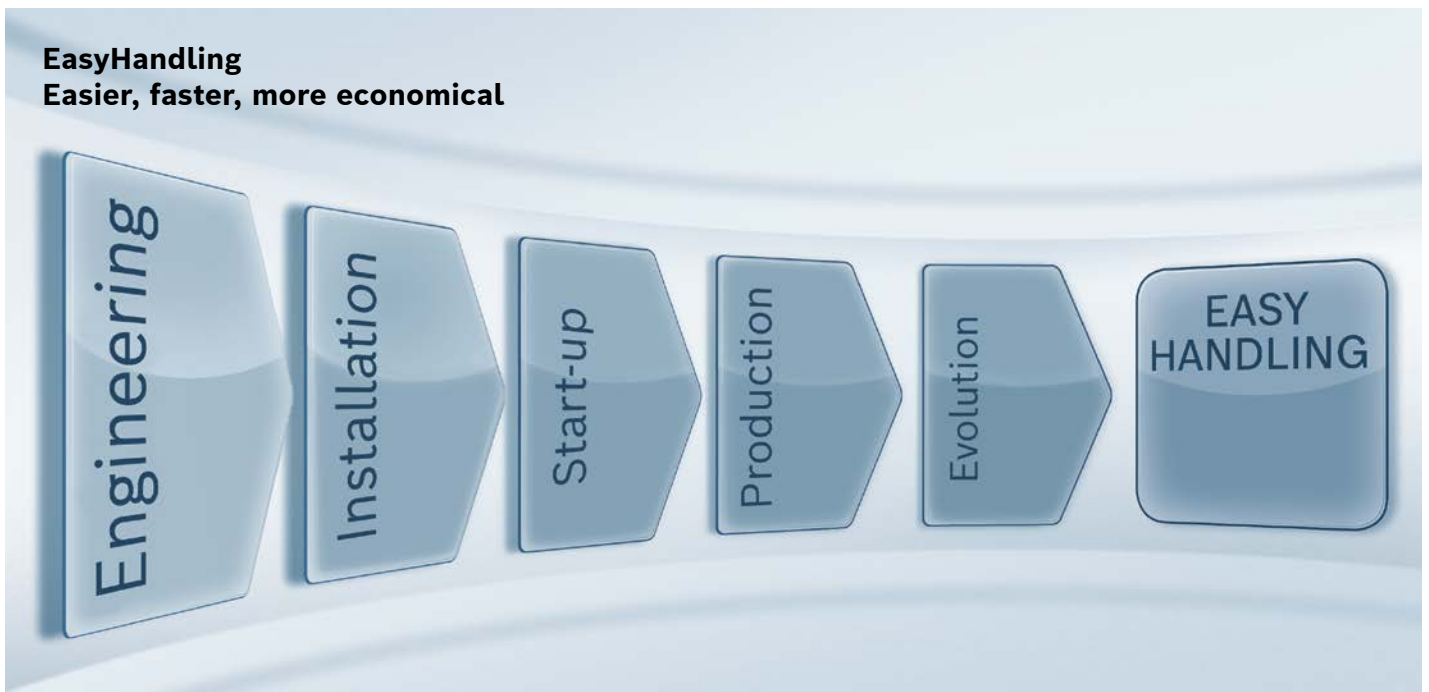 EasyHandling
Easier, faster, more economical
Engineering
Installation
Start-up
Production
Evolution
EASY
HANDLING